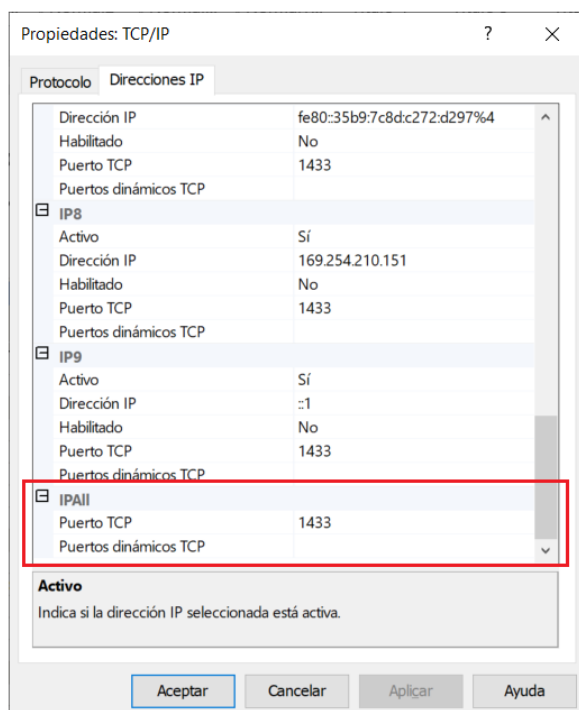 Propiedades: TCP/IP ? ×
Protocolo Direcciones IP
Dirección IP fe80::35b9:7c8d:c272:d297%4
Habilitado No
Puerto TCP 1433
Puertos dinámicos TCP
IP8
Activo Sí
Dirección IP 169.254.210.151
Habilitado No
Puerto TCP 1433
Puertos dinámicos TCP
IP9
Activo Sí
Dirección IP ::1
Habilitado No
Puerto TCP 1433
Puertos dinámicos TCP
IPAll
Puerto TCP 1433
Puertos dinámicos TCP
Activo
Indica si la dirección IP seleccionada está activa.
Aceptar Cancelar Aplicar Ayuda